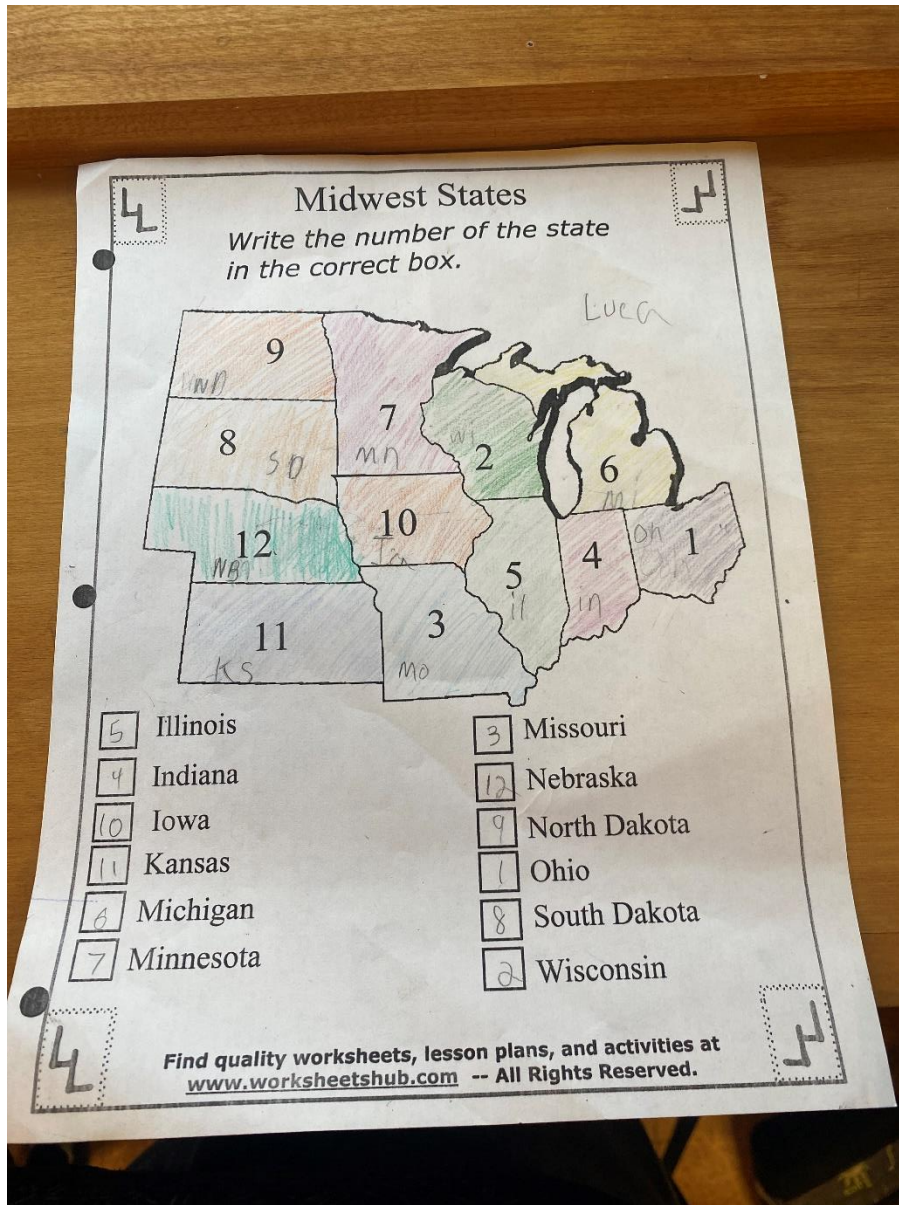 Midwest States
Write the number of the state
in the correct box.
Luca
9
ND
7
MN
8
SD
2
Wi
6
Mi
12
NB
10
Ia
5
il
4
in
Oh
1
11
KS
3
Mo
5 Illinois
4 Indiana
10 Iowa
11 Kansas
6 Michigan
7 Minnesota
3 Missouri
12 Nebraska
9 North Dakota
1 Ohio
8 South Dakota
2 Wisconsin
Find quality worksheets, lesson plans, and activities at
www.worksheetshub.com -- All Rights Reserved.